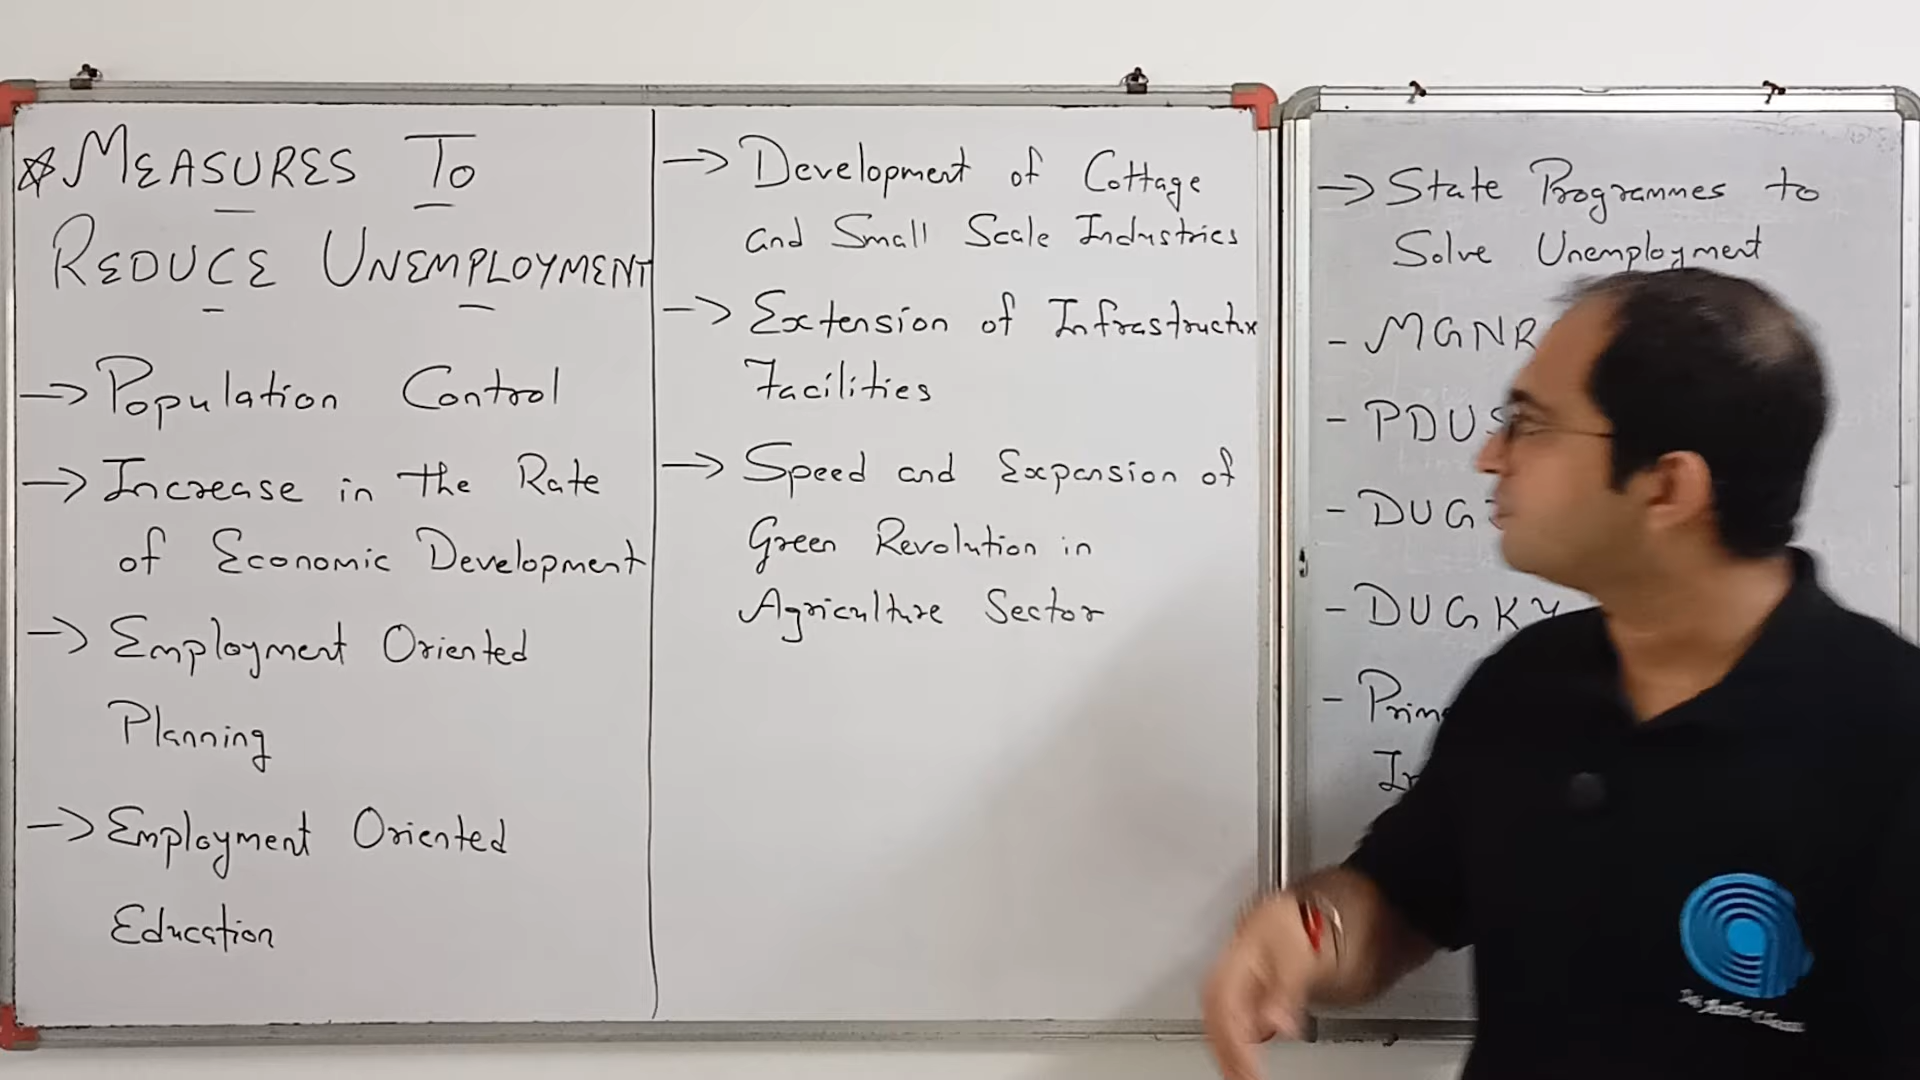 ☆ MEASURES TO
REDUCE UNEMPLOYMENT
→ Population Control
→ Increase in the Rate
of Economic Development
→ Employment Oriented
Planning
→ Employment Oriented
Education
→ Development of Cottage
and Small Scale Industries
→ Extension of
Facilities
→ Speed and Expansion of
Green Revolution in
Agriculture Sector
→ State Programmes to
Solve Unemployment
- MGNR
- PDUS
- DUG
- DUGKY
- Prim